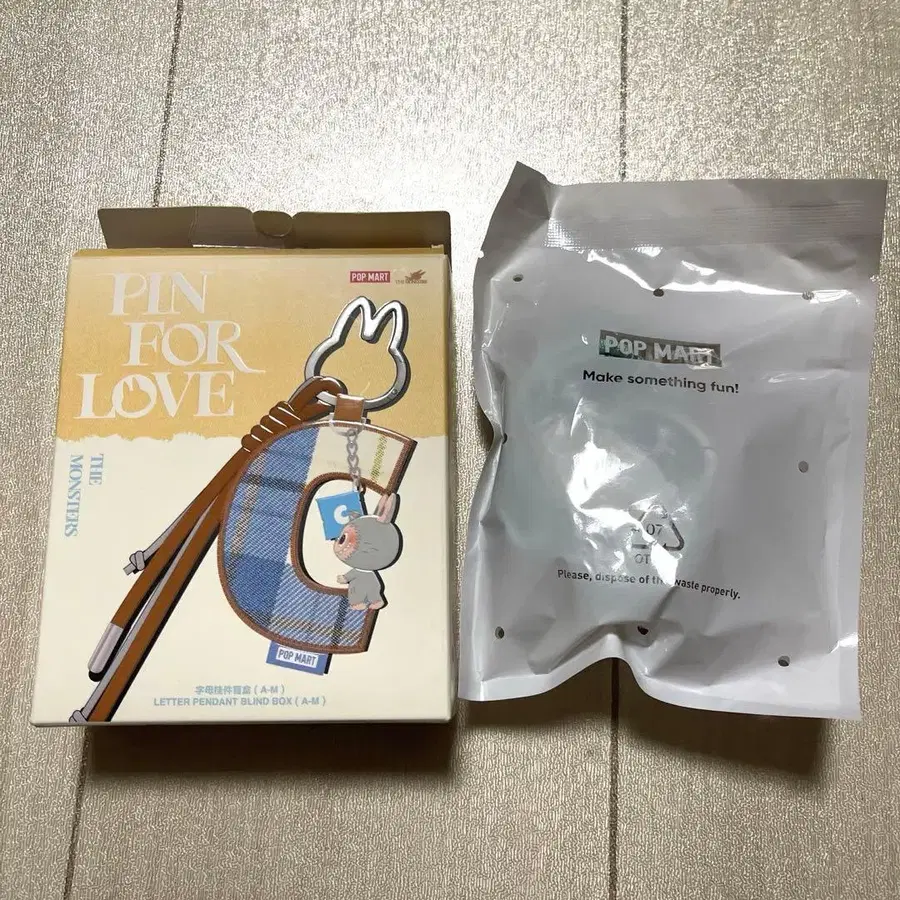 PIN
FOR
LOVE
POP MART
THE
MONSTERS
C
POP MART
字母挂件盲盒（A-M）
LETTER PENDANT BLIND BOX（A-M）
POP MART
Make something fun!
07
Please, dispose of waste properly.